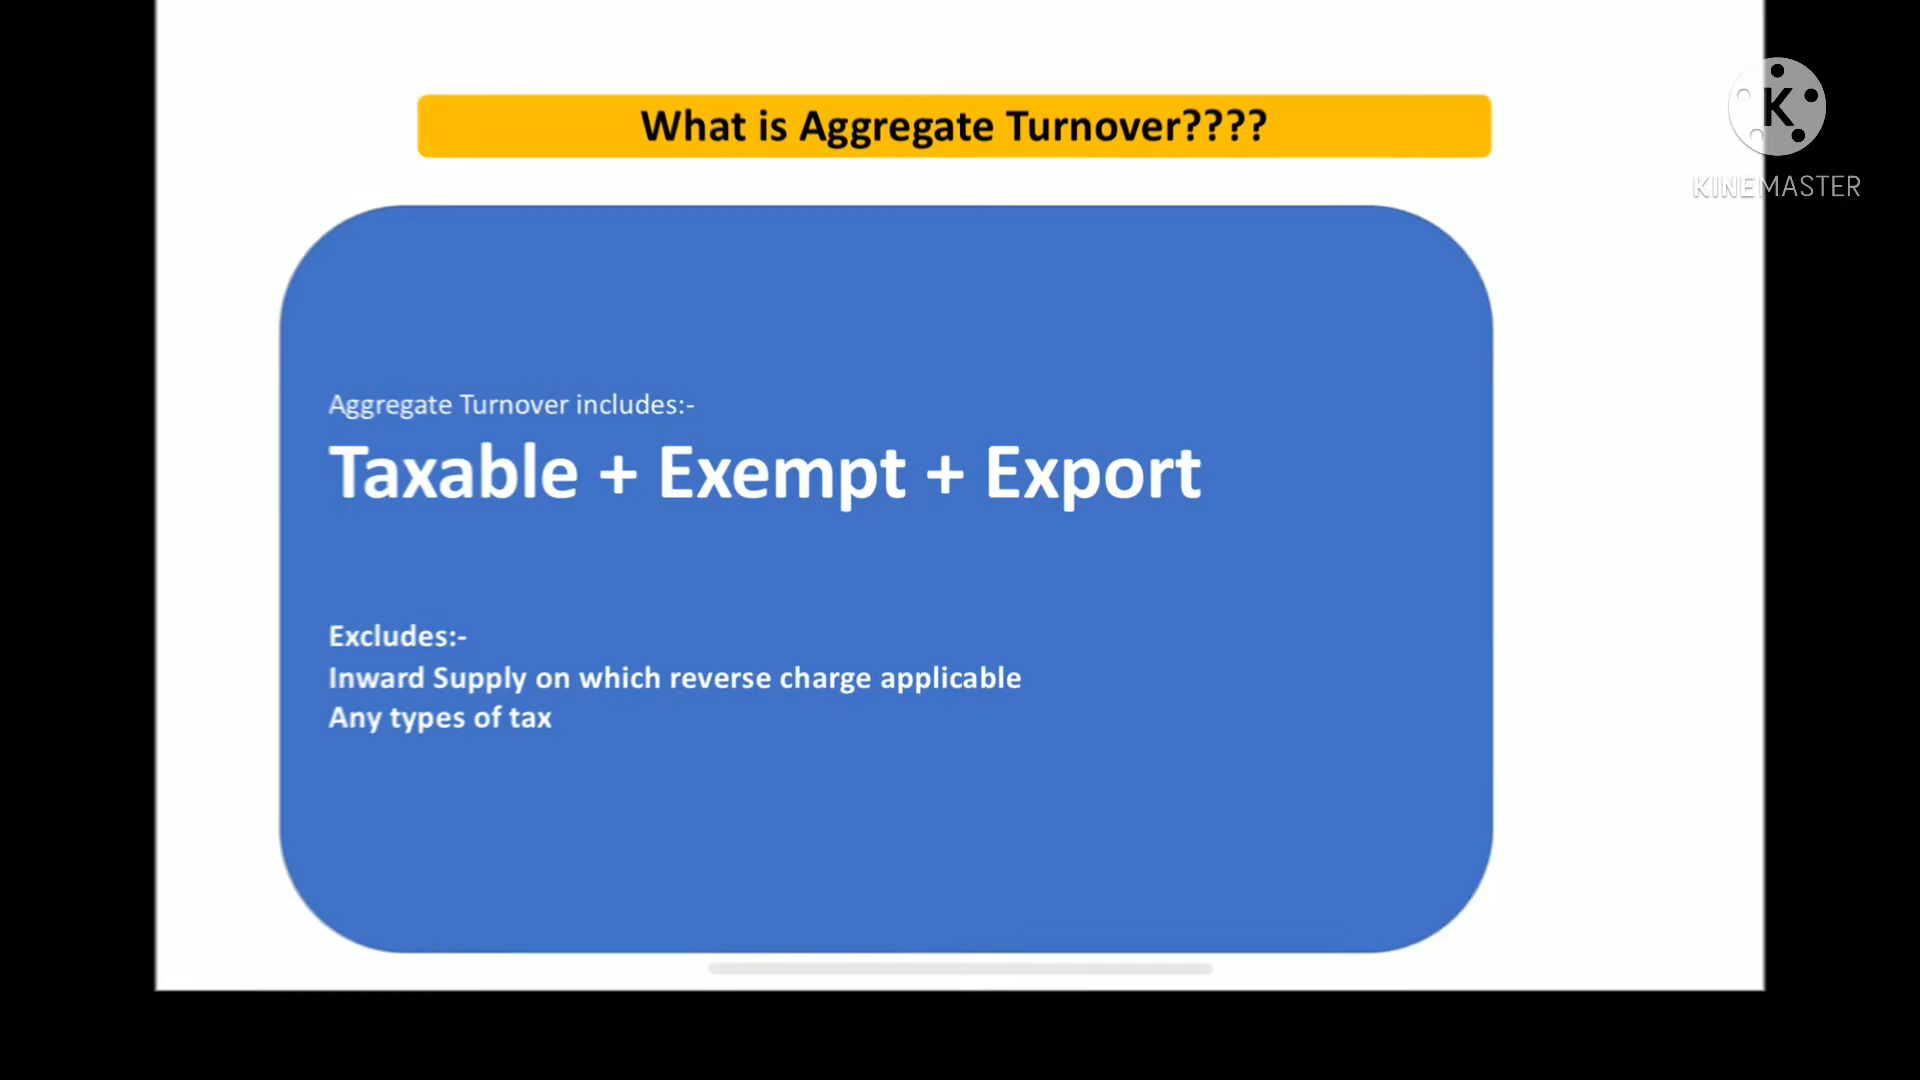 What is Aggregate Turnover????
K
KINEMASTER
Aggregate Turnover includes:-
Taxable + Exempt + Export
Excludes:-
Inward Supply on which reverse charge applicable
Any types of tax